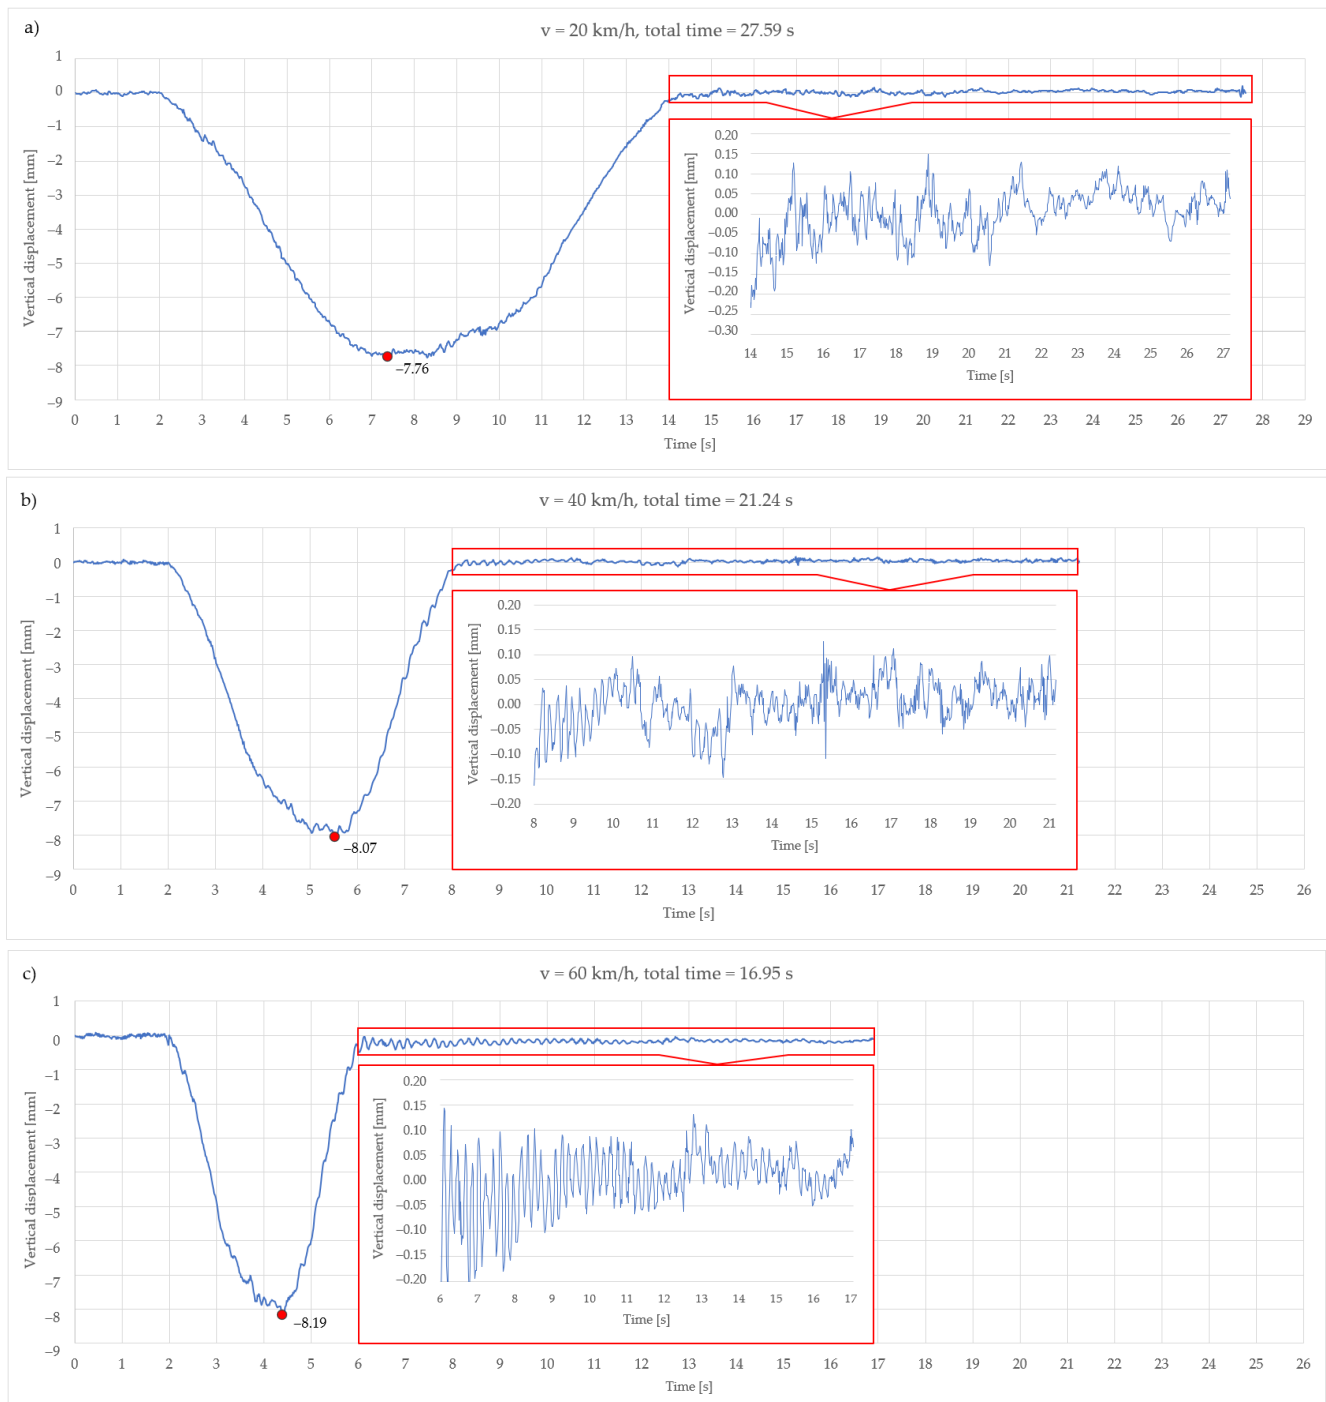 a)
v = 20 km/h, total time = 27.59 s
Vertical displacement [mm]
1
0
−1
−2
−3
−4
−5
−6
−7
−8
−9
−7.76
0 1 2 3 4 5 6 7 8 9 10 11 12 13 14 15 16 17 18 19 20 21 22 23 24 25 26 27 28 29
Time [s]
Vertical displacement [mm]
0.20
0.15
0.10
0.05
0.00
−0.05
−0.10
−0.15
−0.20
−0.25
−0.30
14 15 16 17 18 19 20 21 22 23 24 25 26 27
Time [s]
b)
v = 40 km/h, total time = 21.24 s
Vertical displacement [mm]
1
0
−1
−2
−3
−4
−5
−6
−7
−8
−9
−8.07
0 1 2 3 4 5 6 7 8 9 10 11 12 13 14 15 16 17 18 19 20 21 22 23 24 25 26
Time [s]
Vertical displacement [mm]
0.20
0.15
0.10
0.05
0.00
−0.05
−0.10
−0.15
−0.20
8 9 10 11 12 13 14 15 16 17 18 19 20 21
Time [s]
c)
v = 60 km/h, total time = 16.95 s
Vertical displacement [mm]
1
0
−1
−2
−3
−4
−5
−6
−7
−8
−9
−8.19
0 1 2 3 4 5 6 7 8 9 10 11 12 13 14 15 16 17 18 19 20 21 22 23 24 25 26
Time [s]
Vertical displacement [mm]
0.20
0.15
0.10
0.05
0.00
−0.05
−0.10
−0.15
−0.20
6 7 8 9 10 11 12 13 14 15 16 17
Time [s]